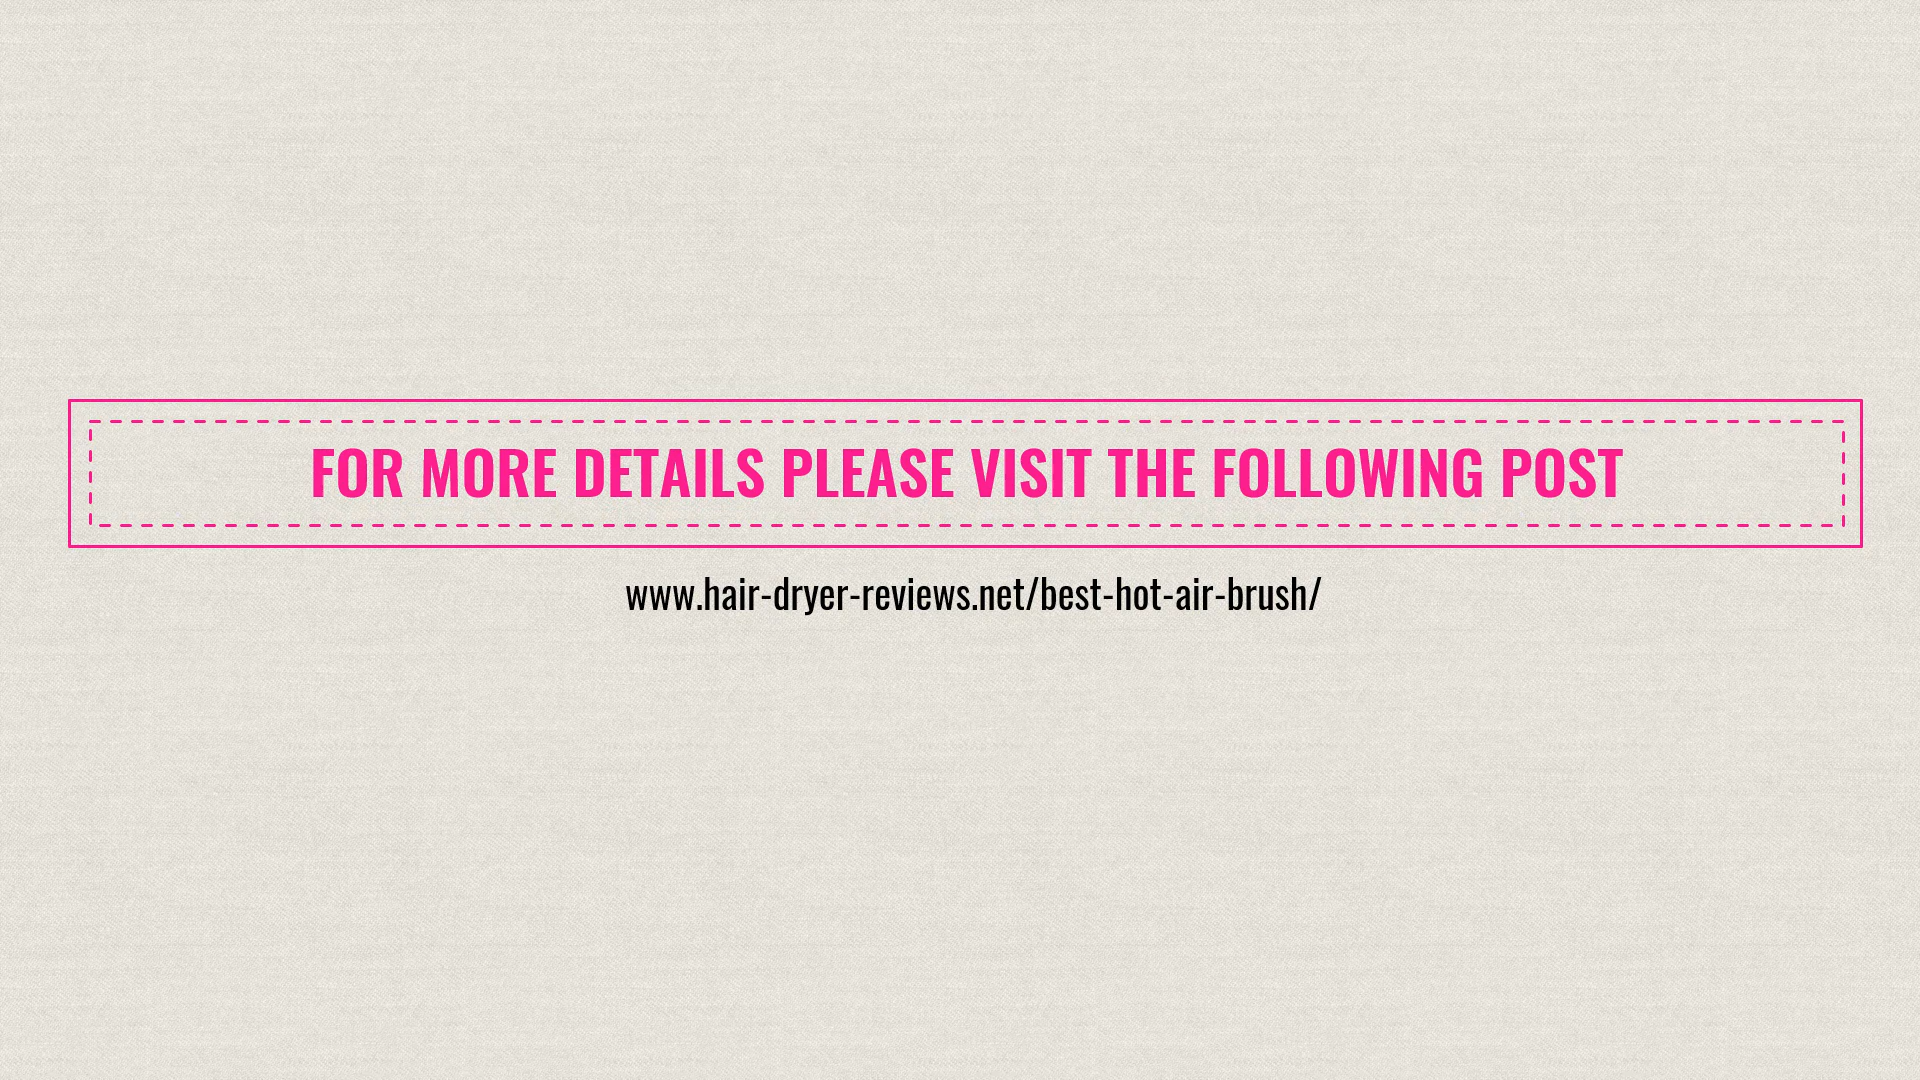 FOR MORE DETAILS PLEASE VISIT THE FOLLOWING POST
www.hair-dryer-reviews.net/best-hot-air-brush/